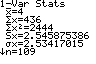 1-Var Stats
x̄=4
Σx=436
Σx²=2444
Sx=2.545875386
σx=2.53417015
↓n=109